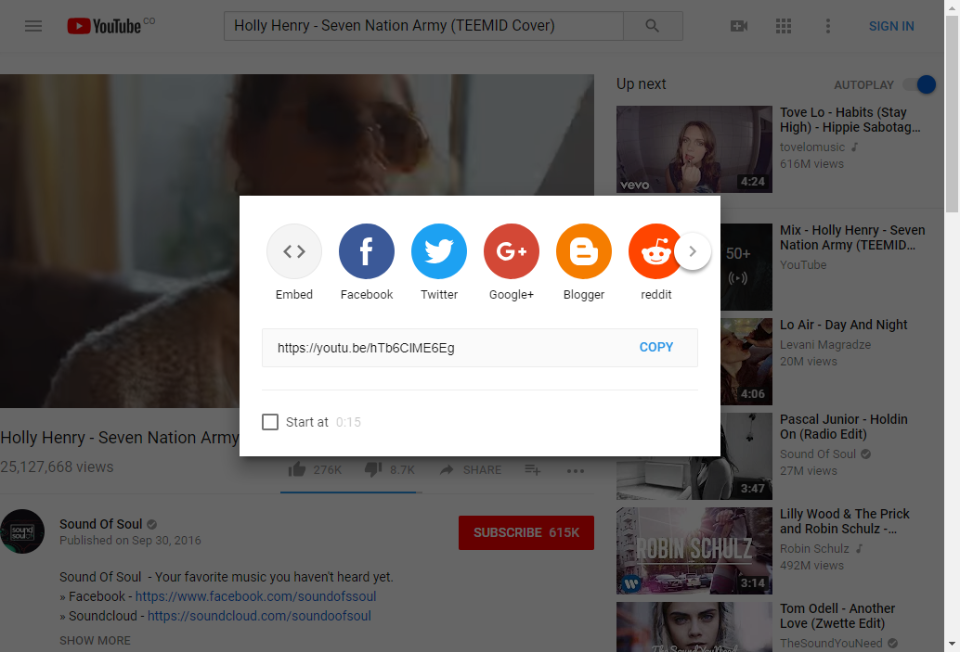 YouTube CO
Holly Henry - Seven Nation Army (TEEMID Cover)
SIGN IN
Up next
AUTOPLAY
Tove Lo - Habits (Stay
High) - Hippie Sabotag...
tovelomusic
616M views
vevo
4:24
Embed
Facebook
Twitter
Google+
Blogger
reddit
https://youtu.be/hTb6ClME6Eg
COPY
Start at 0:15
50+
Mix - Holly Henry - Seven
Nation Army (TEEMID...
YouTube
Lo Air - Day And Night
Levani Magradze
20M views
4:06
Pascal Junior - Holdin
On (Radio Edit)
Sound Of Soul
27M views
3:47
Holly Henry - Seven Nation Army
25,127,668 views
276K
8.7K
SHARE
Sound Of Soul
Published on Sep 30, 2016
SUBSCRIBE 615K
Sound Of Soul - Your favorite music you haven't heard yet.
» Facebook - https://www.facebook.com/soundofssoul
» Soundcloud - https://soundcloud.com/soundoofsoul
SHOW MORE
Lilly Wood & The Prick
and Robin Schulz -...
Robin Schulz
492M views
ROBIN SCHULZ
3:14
Tom Odell - Another
Love (Zwette Edit)
TheSoundYouNeed